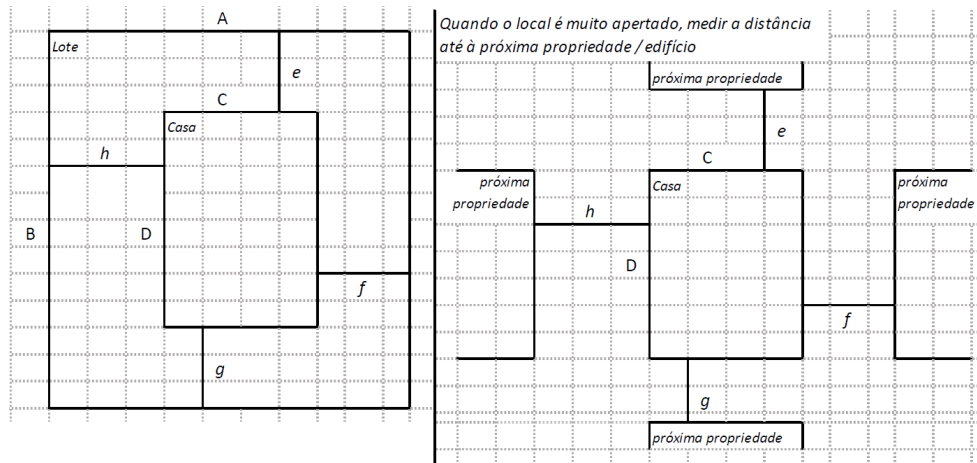 A
Lote
e
C
Casa
h
B
D
f
g
Quando o local é muito apertado, medir a distância
até à próxima propriedade / edifício
próxima propriedade
e
C
próxima
propriedade
Casa
próxima
propriedade
h
D
f
g
próxima propriedade